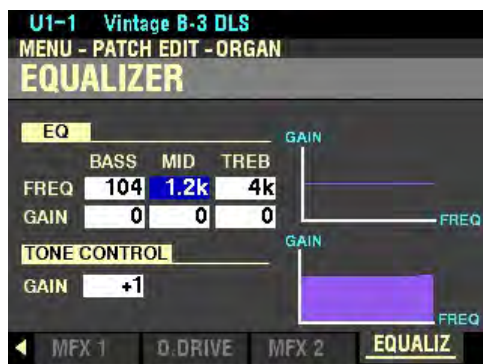 U1-1 Vintage B-3 DLS
MENU - PATCH EDIT - ORGAN
EQUALIZER
EQ
GAIN
BASS MID TREB
FREQ 104 1.2k 4k
GAIN 0 0 0
FREQ
TONE CONTROL
GAIN
GAIN +1
FREQ
MFX 1 O.DRIVE MFX 2 EQUALIZ